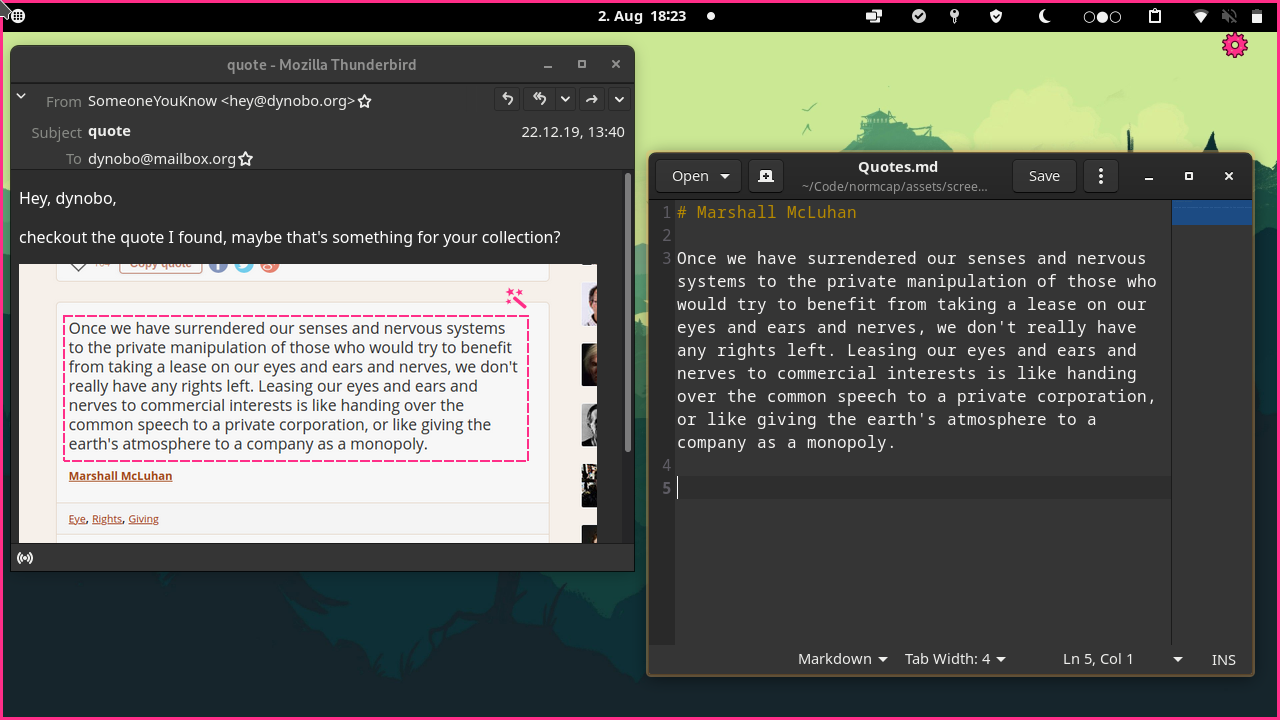 2. Aug 18:23
quote - Mozilla Thunderbird
From SomeoneYouKnow <hey@dynobo.org>
Subject quote
22.12.19, 13:40
To dynobo@mailbox.org
Hey, dynobo,
checkout the quote I found, maybe that's something for your collection?
Copy quote
Once we have surrendered our senses and nervous systems
to the private manipulation of those who would try to benefit
from taking a lease on our eyes and ears and nerves, we don't
really have any rights left. Leasing our eyes and ears and
nerves to commercial interests is like handing over the
common speech to a private corporation, or like giving the
earth's atmosphere to a company as a monopoly.
Marshall McLuhan
Eye, Rights, Giving
Open
Quotes.md
~/Code/normcap/assets/scree...
Save
1 # Marshall McLuhan
2
3 Once we have surrendered our senses and nervous
systems to the private manipulation of those who
would try to benefit from taking a lease on our
eyes and ears and nerves, we don't really have
any rights left. Leasing our eyes and ears and
nerves to commercial interests is like handing
over the common speech to a private corporation,
or like giving the earth's atmosphere to a
company as a monopoly.
4
5
Markdown Tab Width: 4 Ln 5, Col 1 INS